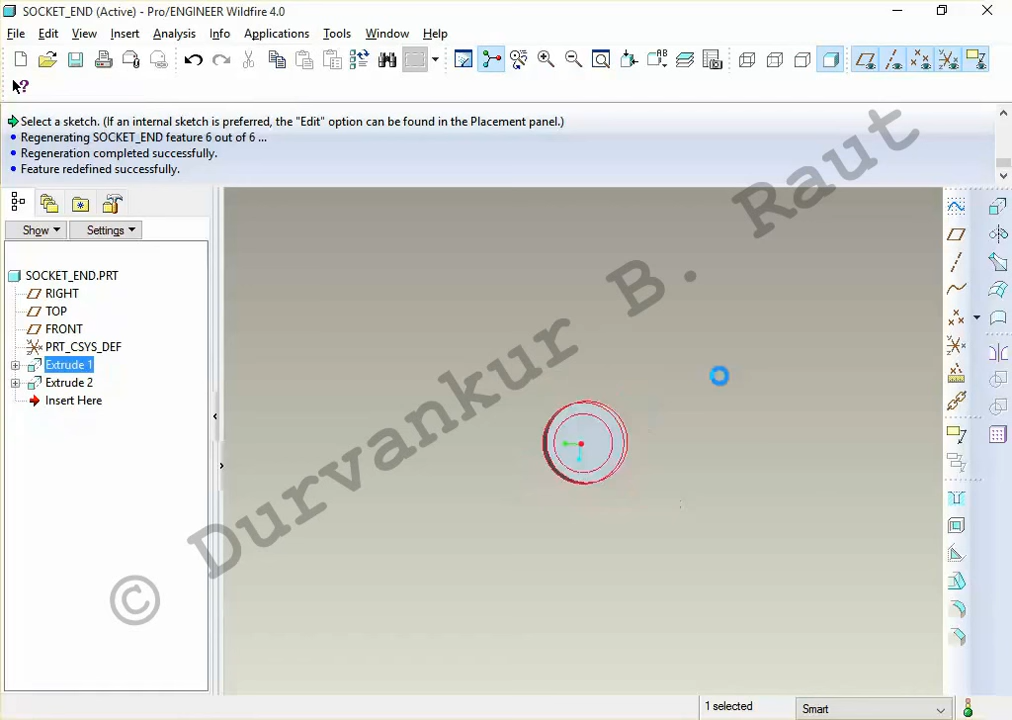 SOCKET_END (Active) - Pro/ENGINEER Wildfire 4.0
File Edit View Insert Analysis Info Applications Tools Window Help
Select a sketch. (If an internal sketch is preferred, the "Edit" option can be found in the Placement panel.)
Regenerating SOCKET_END feature 6 out of 6 ...
Regeneration completed successfully.
Feature redefined successfully.
Show Settings
SOCKET_END.PRT
RIGHT
TOP
FRONT
PRT_CSYS_DEF
Extrude 1
Extrude 2
Insert Here
© Durvankur B. Raut
1 selected Smart